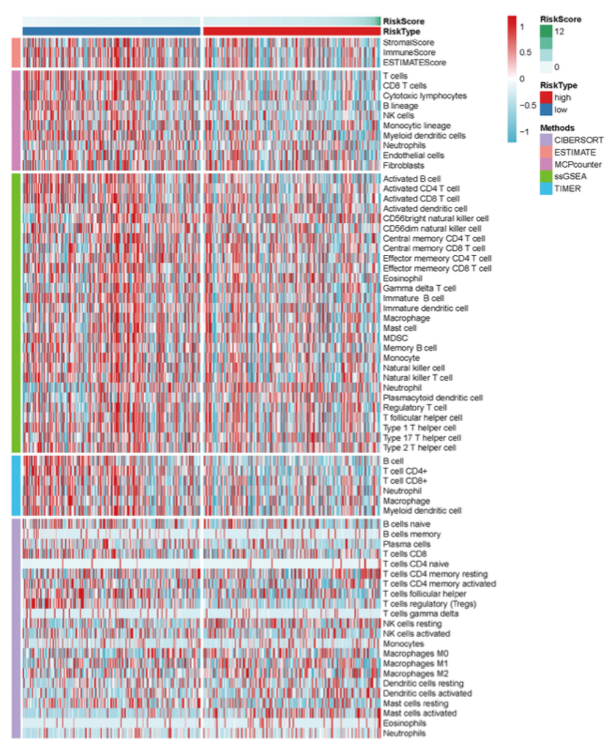 RiskScore
RiskType
StromalScore
ImmuneScore
ESTIMATEScore
T cells
CD8 T cells
Cytotoxic lymphocytes
B lineage
NK cells
Monocytic lineage
Myeloid dendritic cells
Neutrophils
Endothelial cells
Fibroblasts
Activated B cell
Activated CD4 T cell
Activated CD8 T cell
Activated dendritic cell
CD56bright natural killer cell
CD56dim natural killer cell
Central memory CD4 T cell
Central memory CD8 T cell
Effector memeory CD4 T cell
Effector memeory CD8 T cell
Eosinophil
Gamma delta T cell
Immature B cell
Immature dendritic cell
Macrophage
Mast cell
MDSC
Memory B cell
Monocyte
Natural killer cell
Natural killer T cell
Neutrophil
Plasmacytoid dendritic cell
Regulatory T cell
T follicular helper cell
Type 1 T helper cell
Type 17 T helper cell
Type 2 T helper cell
B cell
T cell CD4+
T cell CD8+
Neutrophil
Macrophage
Myeloid dendritic cell
B cells naive
B cells memory
Plasma cells
T cells CD8
T cells CD4 naive
T cells CD4 memory resting
T cells CD4 memory activated
T cells follicular helper
T cells regulatory (Tregs)
T cells gamma delta
NK cells resting
NK cells activated
Monocytes
Macrophages M0
Macrophages M1
Macrophages M2
Dendritic cells resting
Dendritic cells activated
Mast cells resting
Mast cells activated
Eosinophils
Neutrophils
1
0.5
0
−0.5
−1
RiskScore
12
0
RiskType
high
low
Methods
CIBERSORT
ESTIMATE
MCPcounter
ssGSEA
TIMER